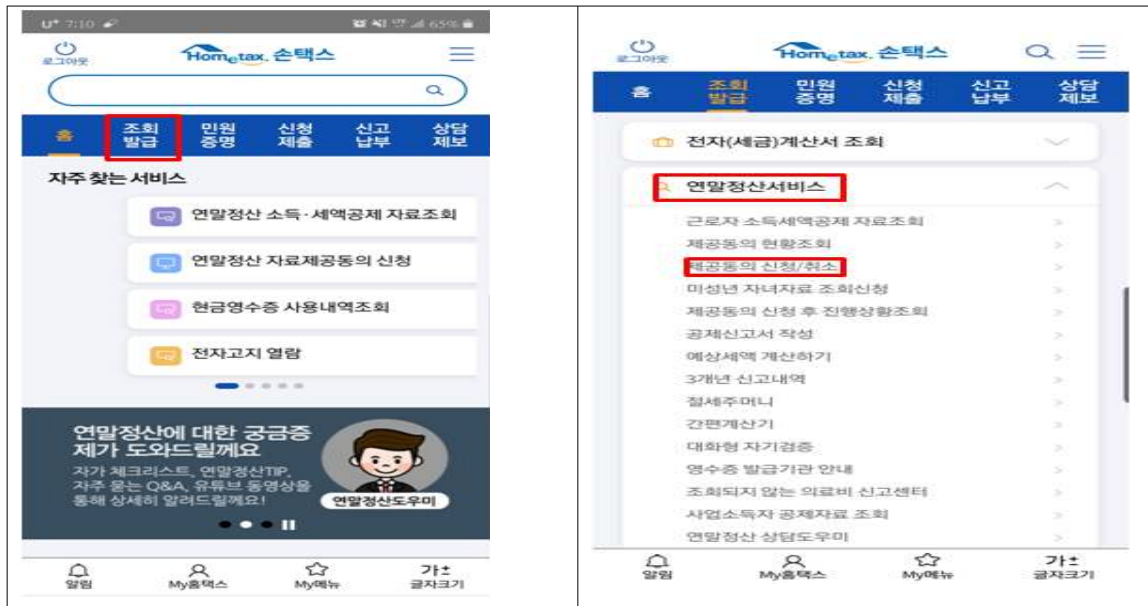 U+ 7:10 65%
로그아웃
Hometax. 손택스
홈
조회
발급
민원
증명
신청
제출
신고
납부
상담
제보
자주 찾는 서비스
연말정산 소득·세액공제 자료조회
연말정산 자료제공동의 신청
현금영수증 사용내역조회
전자고지 열람
연말정산에 대한 궁금증
제가 도와드릴께요
자가 체크리스트, 연말정산TIP,
자주 묻는 Q&A, 유튜브 동영상을
통해 상세히 알려드릴께요!
연말정산도우미
알림
My홈택스
My메뉴
가±
글자크기
로그아웃
Hometax. 손택스
홈
조회
발급
민원
증명
신청
제출
신고
납부
상담
제보
전자(세금)계산서 조회
연말정산서비스
근로자 소득세액공제 자료조회
제공동의 현황조회
제공동의 신청/취소
미성년 자녀자료 조회신청
제공동의 신청 후 진행상황조회
공제신고서 작성
예상세액 계산하기
3개년 신고내역
절세주머니
간편계산기
대화형 자기검증
영수증 발급기관 안내
조회되지 않는 의료비 신고센터
사업소득자 공제자료 조회
연말정산 상담도우미
알림
My홈택스
My메뉴
가±
글자크기